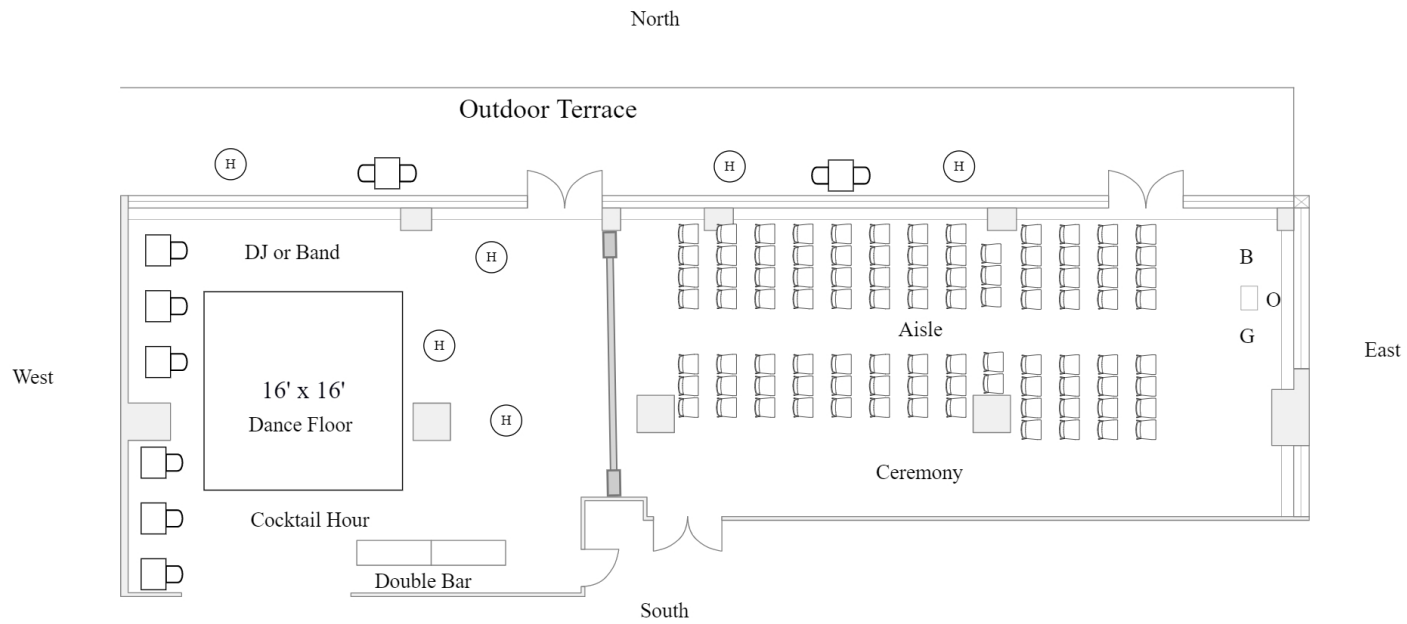 North
Outdoor Terrace
H
H
H
DJ or Band
H
B
O
Aisle
G
H
East
West
16' x 16'
Dance Floor
H
Ceremony
Cocktail Hour
Double Bar
South